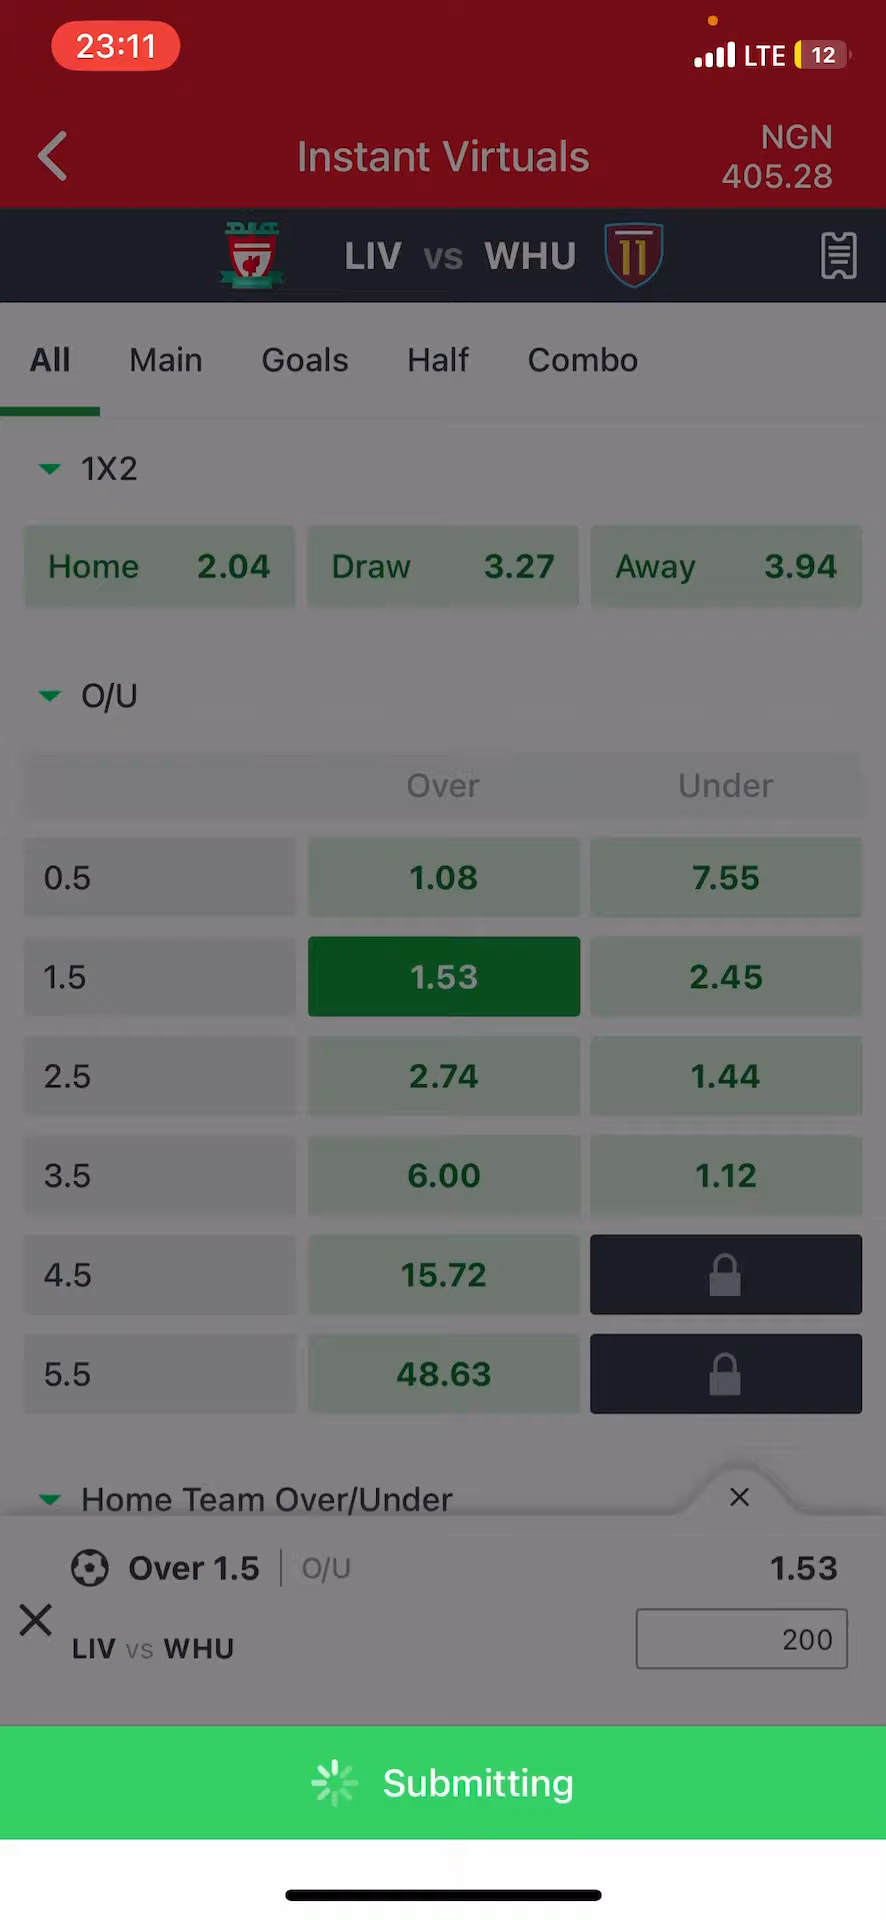 23:11
LTE 12
Instant Virtuals
NGN
405.28
LIV vs WHU
11
All Main Goals Half Combo
1X2
Home 2.04 Draw 3.27 Away 3.94
O/U
Over Under
0.5 1.08 7.55
1.5 1.53 2.45
2.5 2.74 1.44
3.5 6.00 1.12
4.5 15.72
5.5 48.63
Home Team Over/Under
Over 1.5 | O/U 1.53
LIV vs WHU 200
Submitting